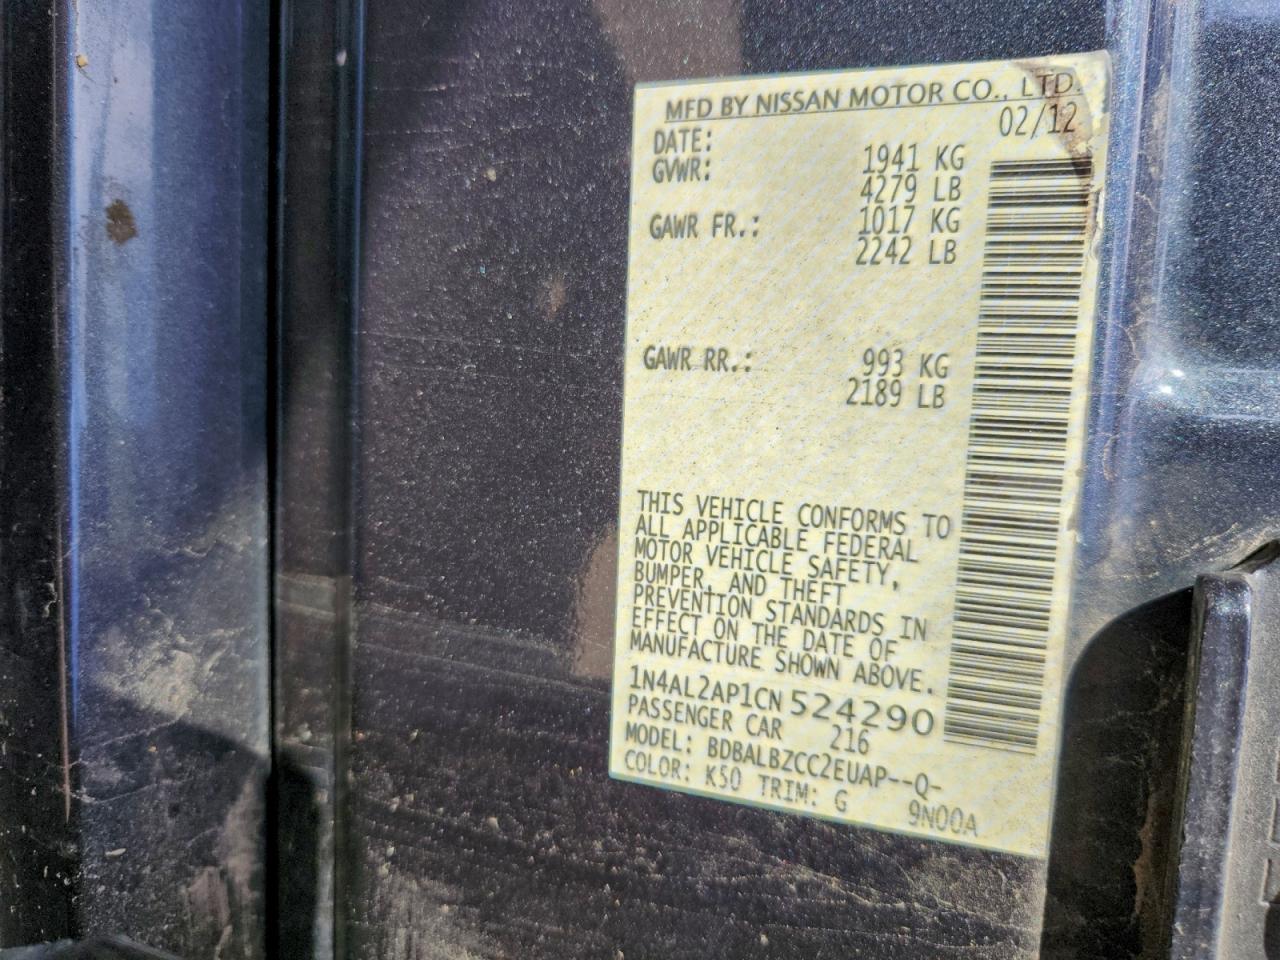 MFD BY NISSAN MOTOR CO., LTD.
DATE: 02/12
GVWR: 1941 KG
4279 LB
GAWR FR.: 1017 KG
2242 LB
GAWR RR.: 993 KG
2189 LB
THIS VEHICLE CONFORMS TO
ALL APPLICABLE FEDERAL
MOTOR VEHICLE SAFETY,
BUMPER, AND THEFT
PREVENTION STANDARDS IN
EFFECT ON THE DATE OF
MANUFACTURE SHOWN ABOVE.
1N4AL2AP1CN524290
PASSENGER CAR 216
MODEL: BDBALBZCC2EUAP--Q-
COLOR: K50 TRIM: G 9N00A